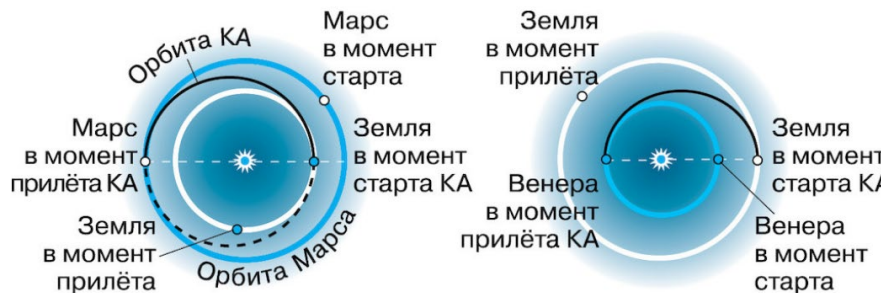 Орбита КА
Марс
в момент
старта
Марс
в момент
прилёта КА
Земля
в момент
старта КА
Земля
в момент
прилёта
Орбита Марса
Земля
в момент
прилёта
Земля
в момент
старта КА
Венера
в момент
прилёта КА
Венера
в момент
старта